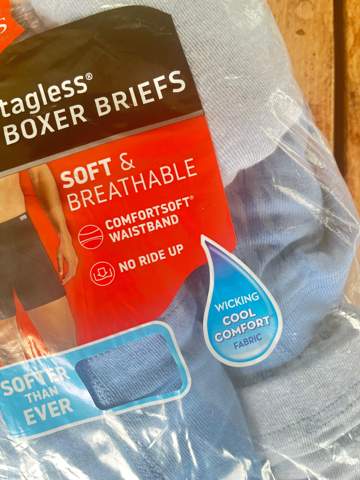 tagless®
BOXER BRIEFS
SOFT &
BREATHABLE
COMFORTSOFT®
WAISTBAND
NO RIDE UP
WICKING
COOL
COMFORT
FABRIC
SOFTER
THAN
EVER